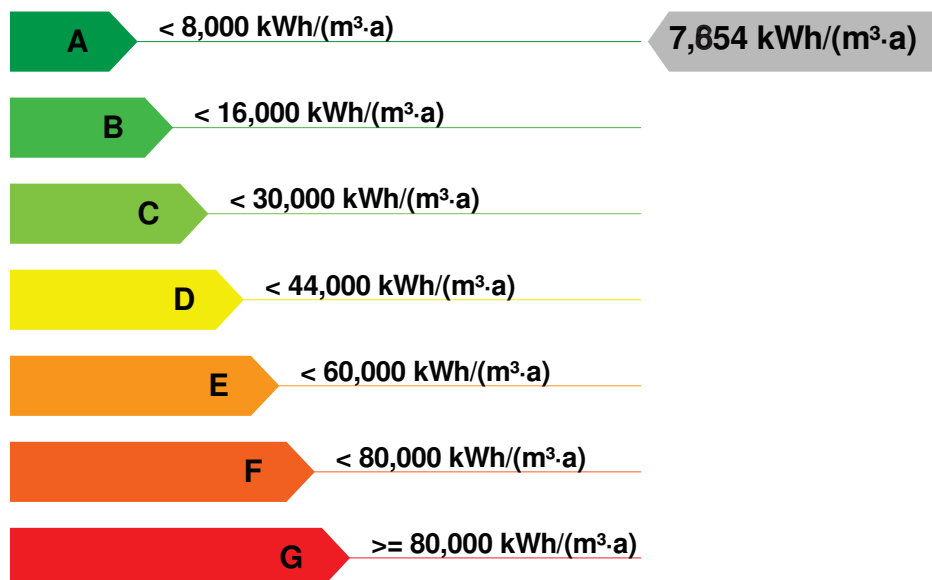 A < 8,000 kWh/(m³·a) 7,654 kWh/(m³·a)
B < 16,000 kWh/(m³·a)
C < 30,000 kWh/(m³·a)
D < 44,000 kWh/(m³·a)
E < 60,000 kWh/(m³·a)
F < 80,000 kWh/(m³·a)
G >= 80,000 kWh/(m³·a)